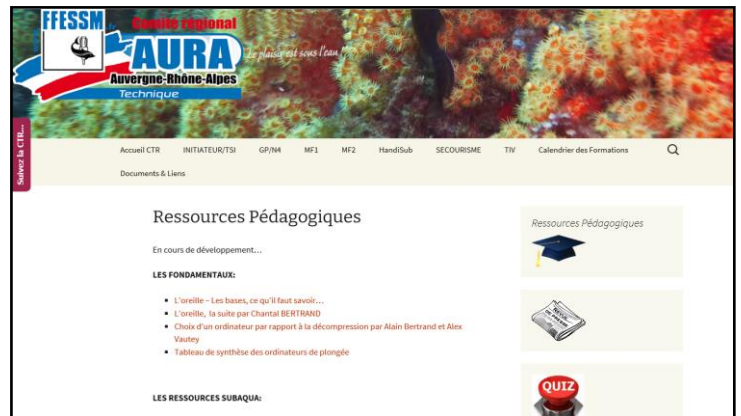 FFESSM
Comité régional
AURA
Auvergne-Rhône-Alpes
Technique
Le plaisir est sous l'eau !
Suivez la CTR...
Accueil CTR INITIATEUR/TSI GP/N4 MF1 MF2 HandiSub SECOURISME TIV Calendrier des Formations
Documents & Liens
Ressources Pédagogiques
En cours de développement…
LES FONDAMENTAUX:
L'oreille – Les bases, ce qu'il faut savoir…
L'oreille, la suite par Chantal BERTRAND
Choix d'un ordinateur par rapport à la décompression par Alain Bertrand et Alex
Vautey
Tableau de synthèse des ordinateurs de plongée
LES RESSOURCES SUBAQUA:
Ressources Pédagogiques
DE PRESSE
QUIZ